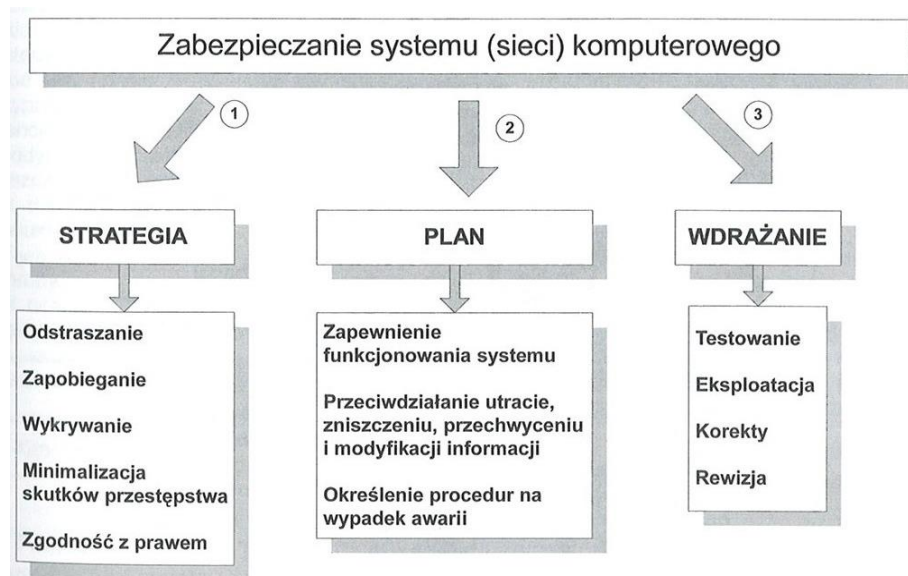 Zabezpieczanie systemu (sieci) komputerowego
1
2
3
STRATEGIA
PLAN
WDRAŻANIE
Odstraszanie
Zapobieganie
Wykrywanie
Minimalizacja
skutków przestępstwa
Zgodność z prawem
Zapewnienie
funkcjonowania systemu
Przeciwdziałanie utracie,
zniszczeniu, przechwyceniu
i modyfikacji informacji
Określenie procedur na
wypadek awarii
Testowanie
Eksploatacja
Korekty
Rewizja